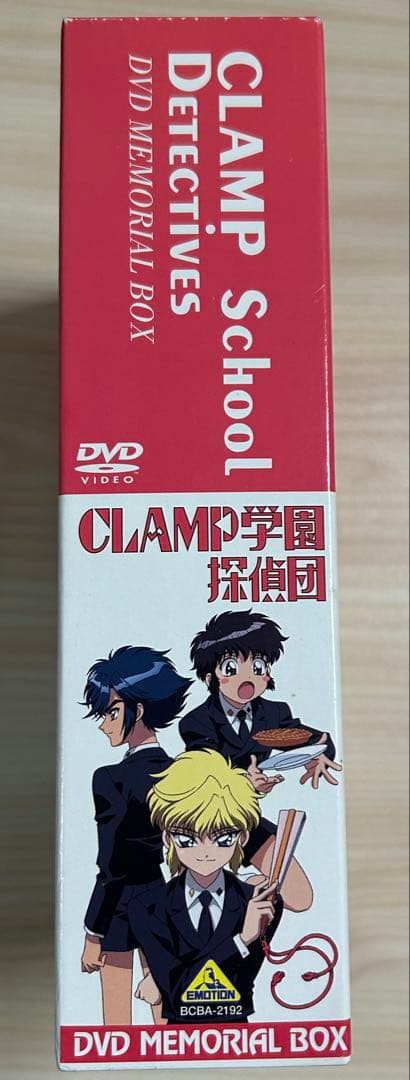 CLAMP School
DETECTIVES
DVD MEMORIAL BOX
DVD
VIDEO
CLAMP学園
探偵団
EMOTION
BCBA-2192
DVD MEMORIAL BOX